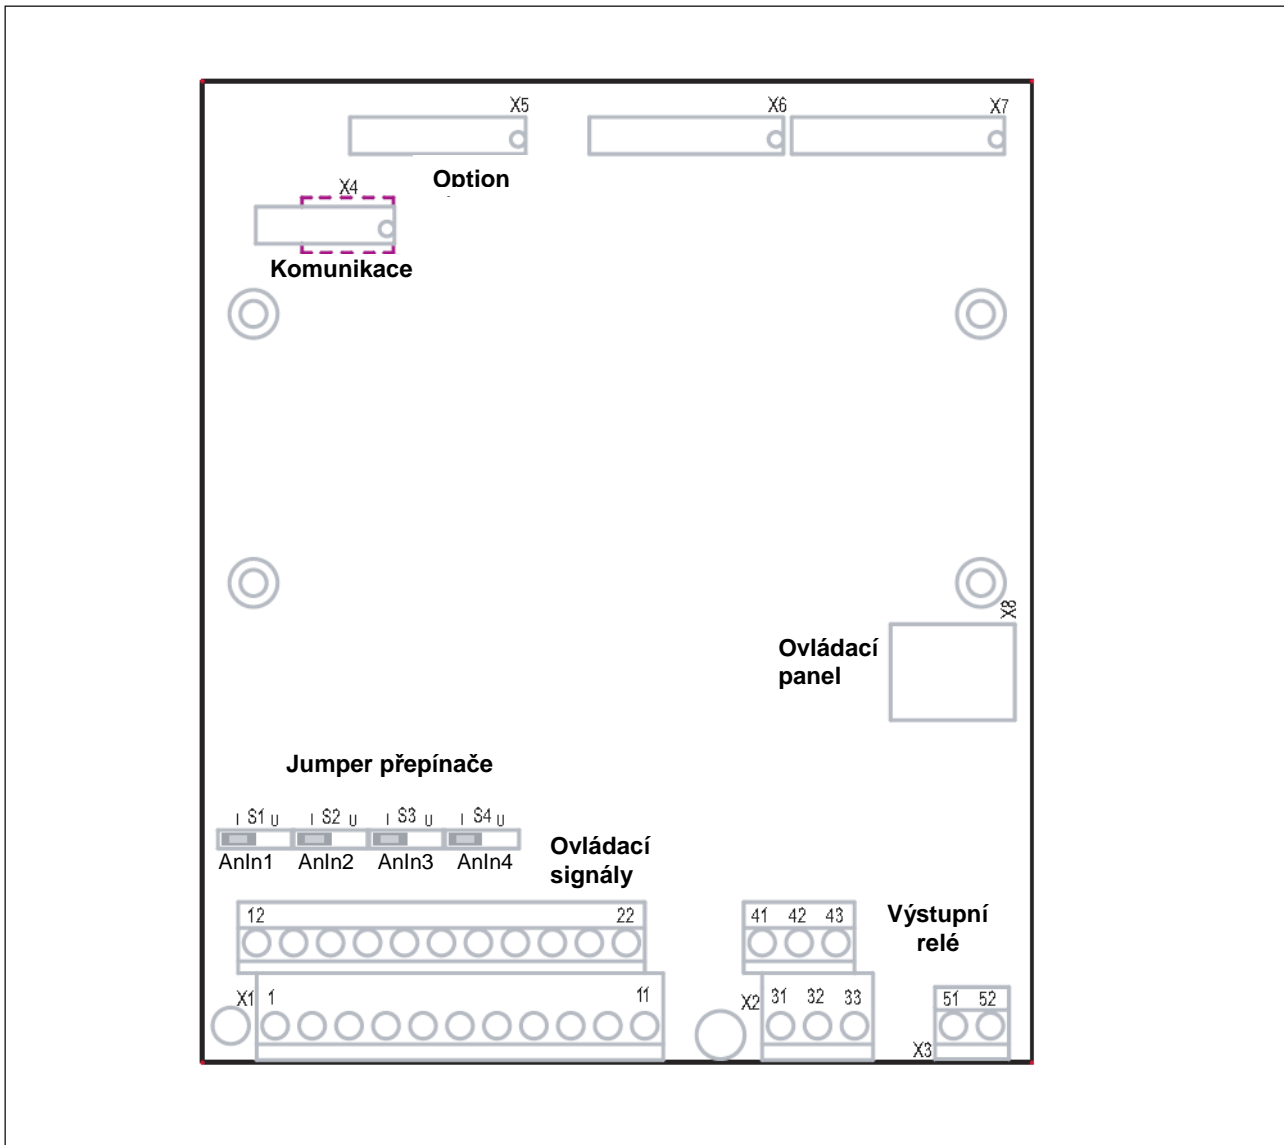 X5
X6
X7
Option
X4
Komunikace
X8
Ovládací
panel
Jumper přepínače
I S1 U
I S2 U
I S3 U
I S4 U
AnIn1
AnIn2
AnIn3
AnIn4
Ovládací
signály
12
22
41 42 43
Výstupní
relé
X1
1
11
X2
31 32 33
51 52
X3